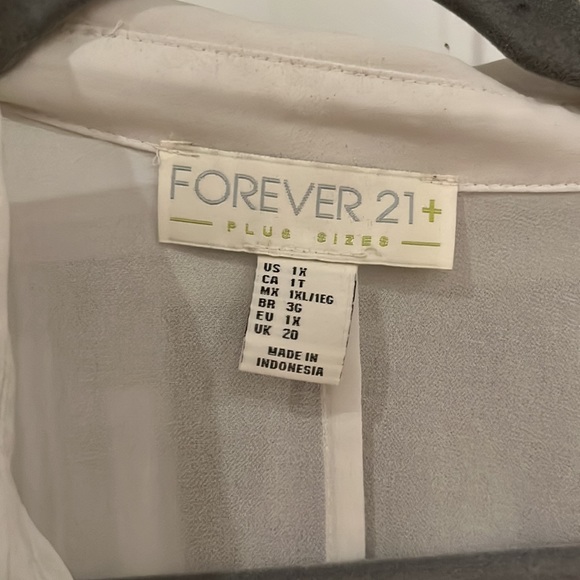 FOREVER 21+
PLUS SIZES
US 1X
CA 1T
MX 1XL/1EG
BR 3G
EU 1X
UK 20
MADE IN
INDONESIA